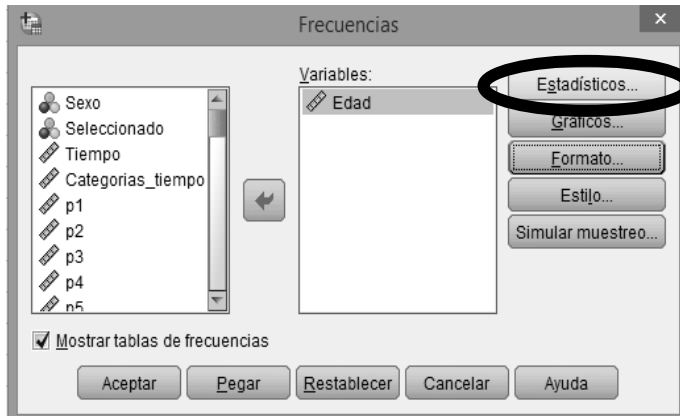 Frecuencias
Variables:
Sexo
Seleccionado
Tiempo
Categorias_tiempo
p1
p2
p3
p4
p5
Edad
Estadísticos...
Gráficos...
Formato...
Estilo...
Simular muestreo...
Mostrar tablas de frecuencias
Aceptar
Pegar
Restablecer
Cancelar
Ayuda